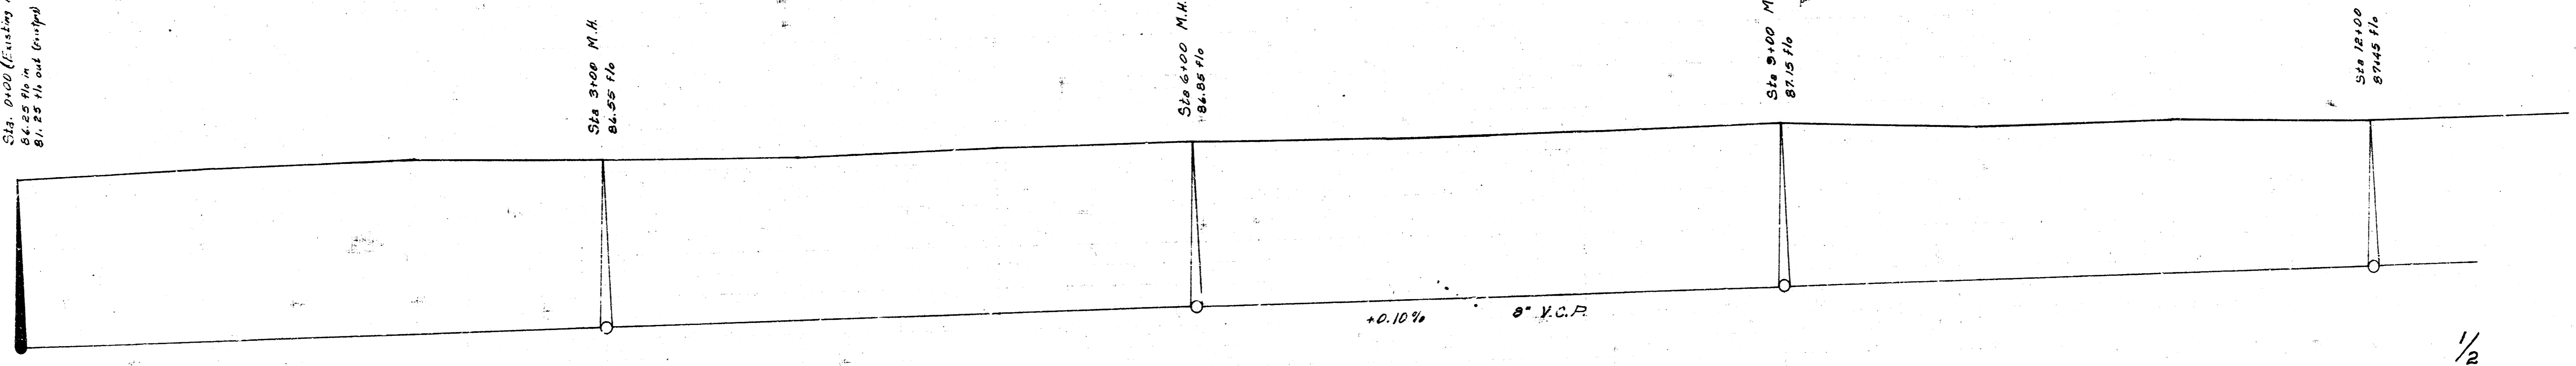 Sta. 0+00 (Existing
86.25 flo in
81.25 flo out
Sta 3+00 M.H.
86.55 flo
Sta 6+00 M.H.
86.85 flo
Sta 9+00 M
87.15 flo
Sta 12+00
87.45 flo
+0.10%
8" V.C.P.
1/2